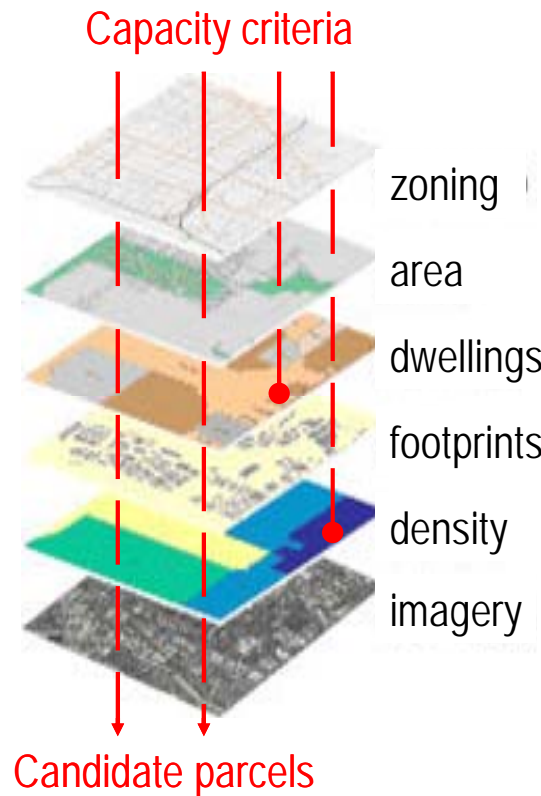 Capacity criteria
zoning
area
dwellings
footprints
density
imagery
Candidate parcels